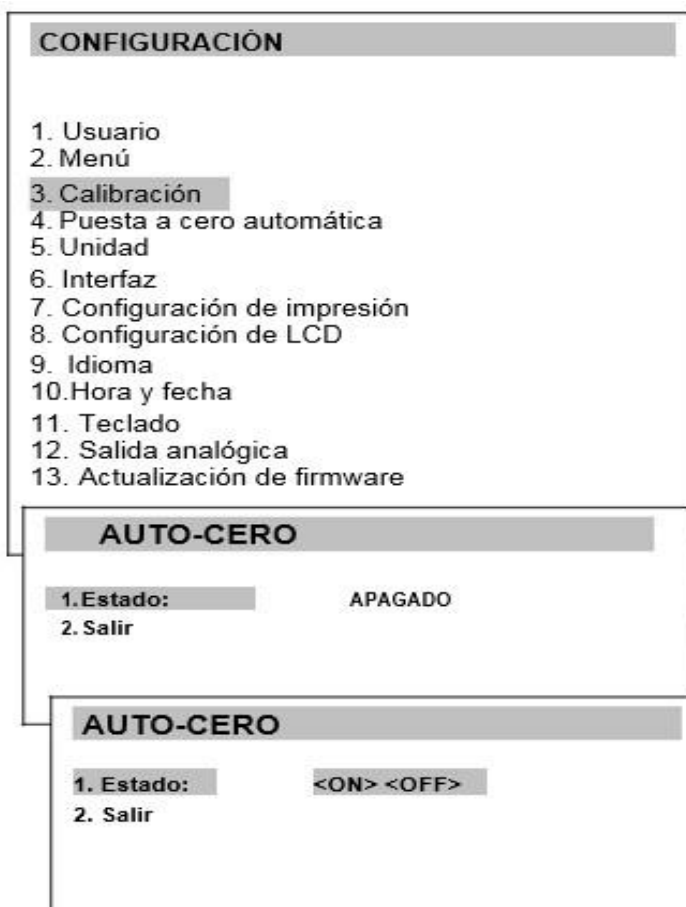 CONFIGURACIÓN
1. Usuario
2. Menú
3. Calibración
4. Puesta a cero automática
5. Unidad
6. Interfaz
7. Configuración de impresión
8. Configuración de LCD
9. Idioma
10.Hora y fecha
11. Teclado
12. Salida analógica
13. Actualización de firmware
AUTO-CERO
1.Estado: APAGADO
2. Salir
AUTO-CERO
1. Estado: <ON> <OFF>
2. Salir